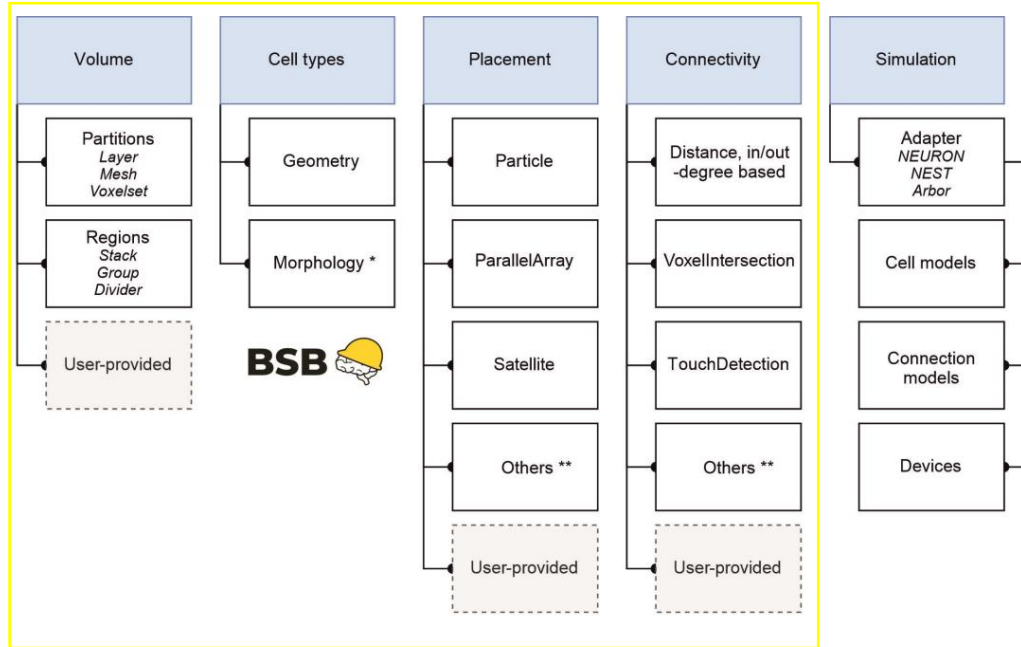 Volume
Cell types
Placement
Connectivity
Simulation
Partitions
Layer
Mesh
Voxelset
Geometry
Particle
Distance, in/out
-degree based
Adapter
NEURON
NEST
Arbor
Regions
Stack
Group
Divider
Morphology *
ParallelArray
VoxelIntersection
Cell models
User-provided
BSB
Satellite
TouchDetection
Connection
models
Others **
Others **
Devices
User-provided
User-provided